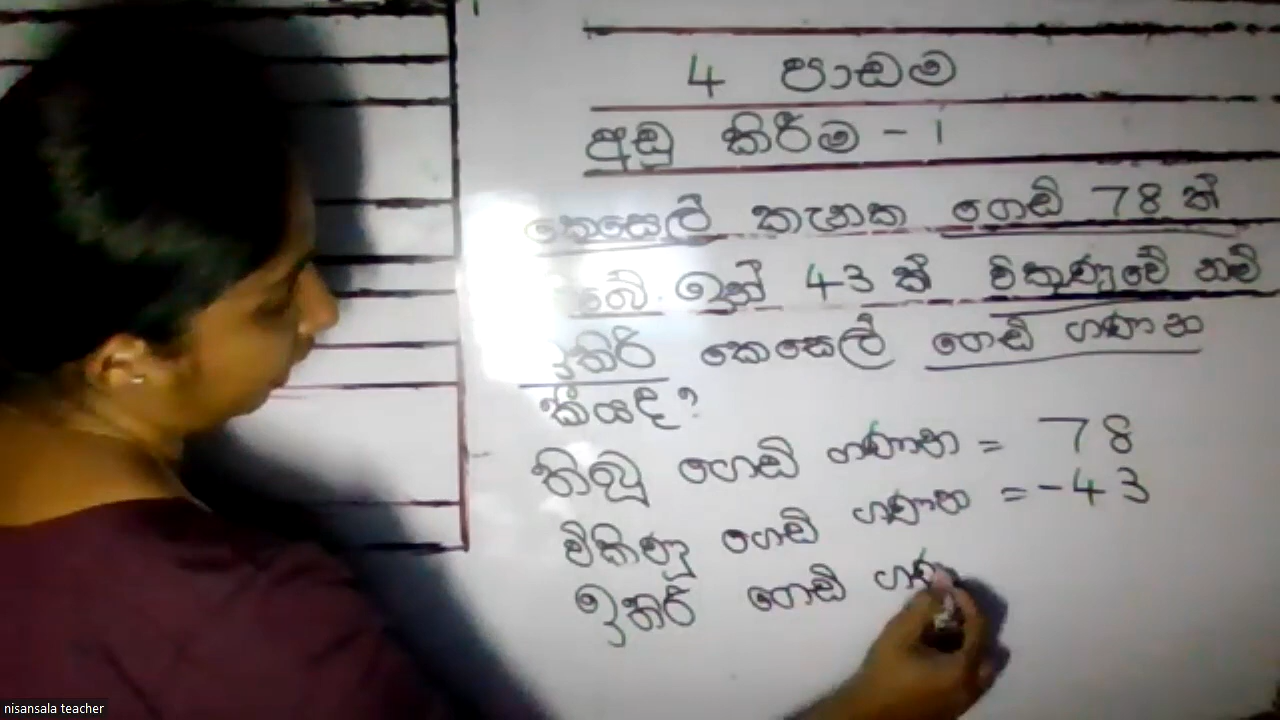 4 පාඩම
අඩු කිරීම - 1
කෙසෙල් කැනක ගෙඩි 78 ක්
ඉන් 43 ක් විකුණුවේ නම්
ඉතිරි කෙසෙල් ගෙඩි ගණන
කීයද?
තිබූ ගෙඩි ගණන = 78
විකිණූ ගෙඩි ගණන = -43
ඉතිරි ගෙඩි
nisansala teacher